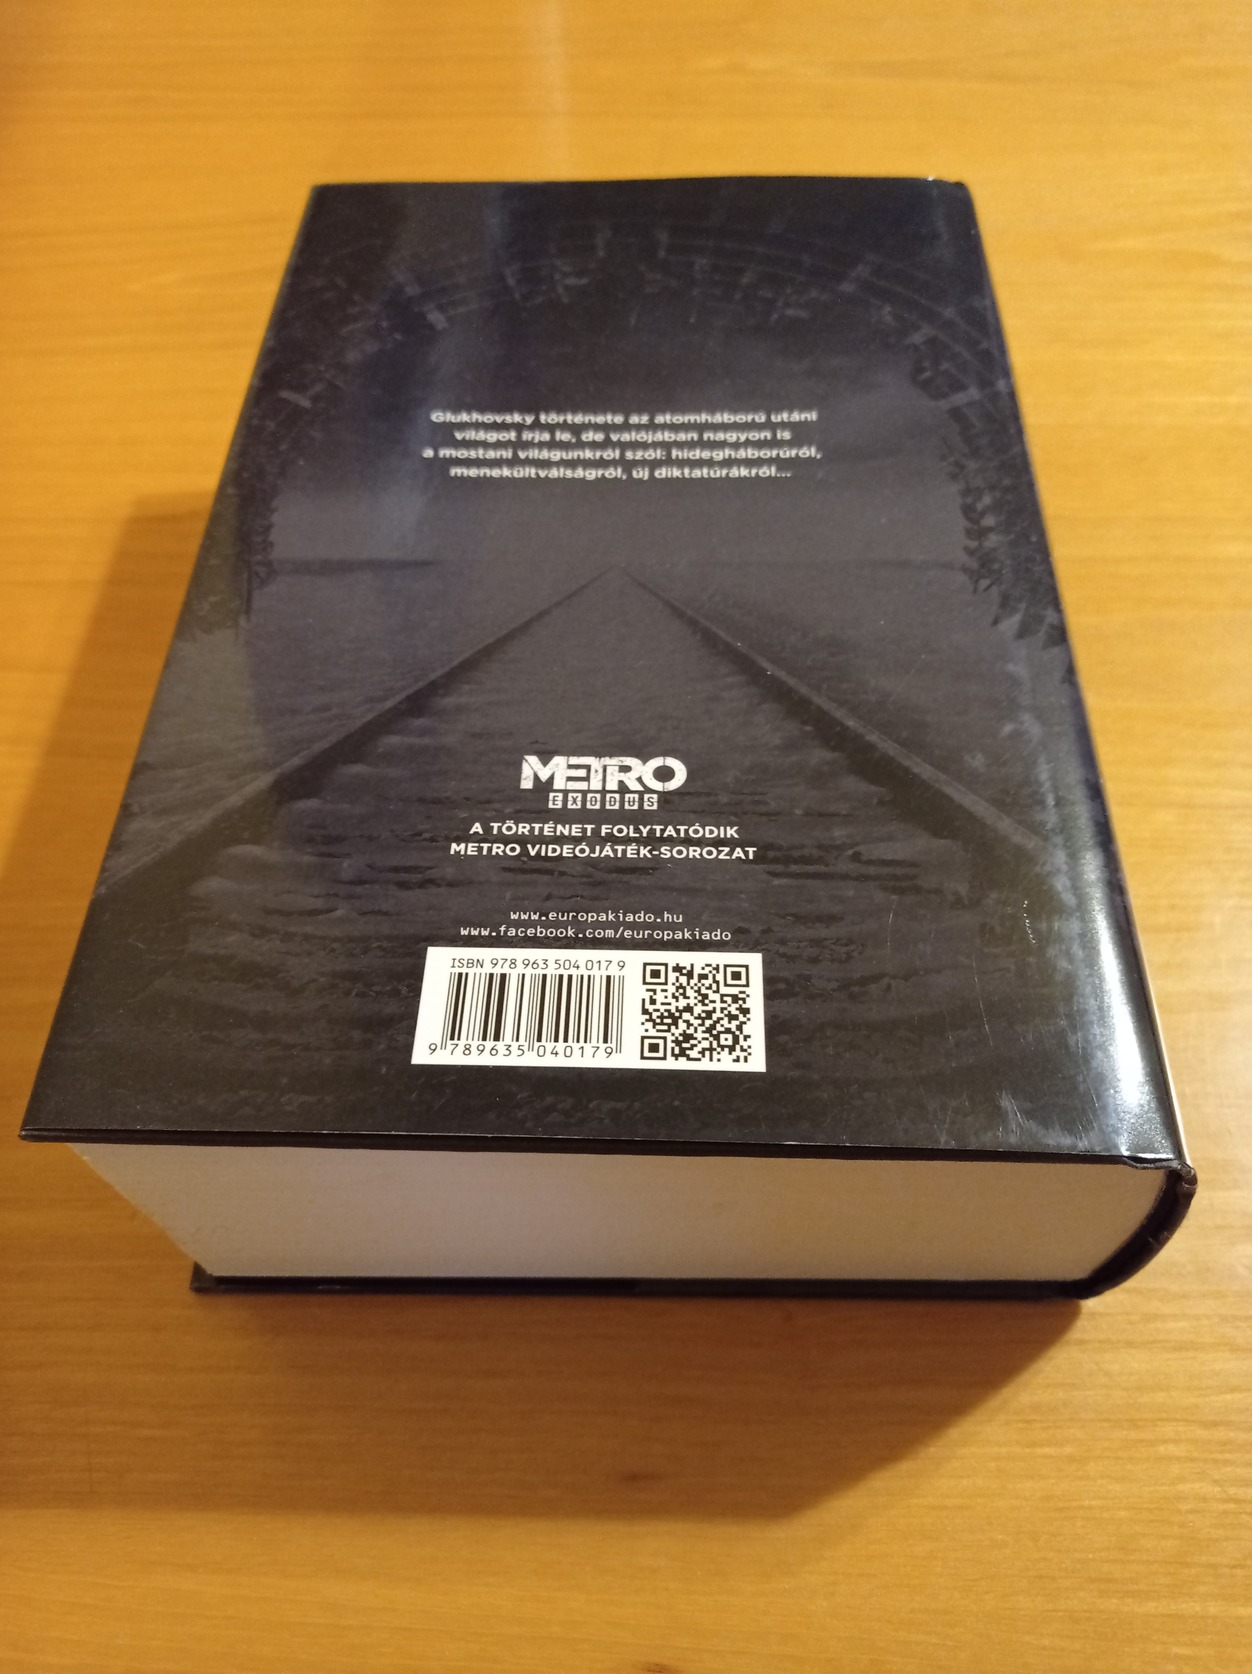 Glukhovsky története az atomháború utáni
világot írja le, de valójában nagyon is
a mostani világunkról szól: hidegháborúról,
menekültválságról, új diktatúrákról...
METRO
EXODUS
A TÖRTÉNET FOLYTATÓDIK
METRO VIDEÓJÁTÉK-SOROZAT
www.europakiado.hu
www.facebook.com/europakiado
ISBN 978 963 504 017 9
9 789635 040179